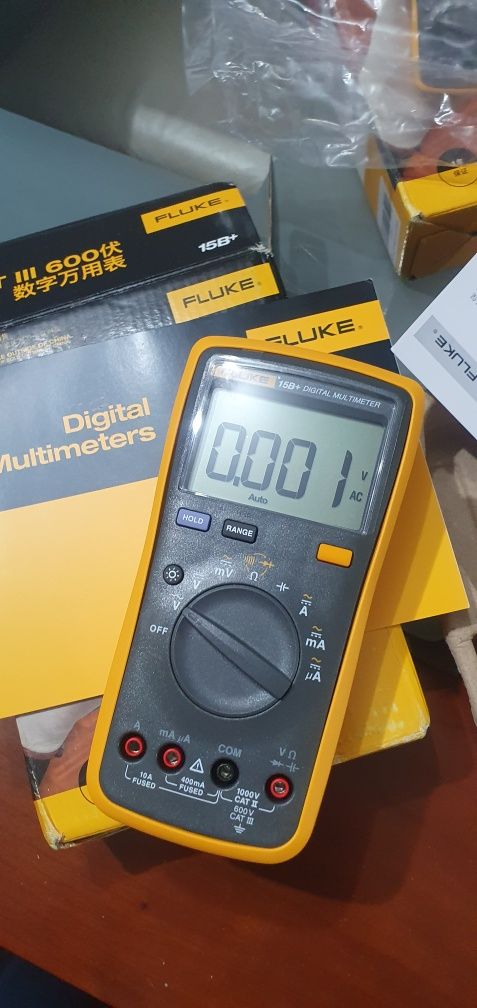 保证
FLUKE®
15B+
T III 600伏
数字万用表
FLUKE®
FLUKE®
FLUKE®
Digital
Multimeters
FLUKE 15B+ DIGITAL MULTIMETER
0.001 V AC
Auto
HOLD
RANGE
mV
Ω
V
A
V
mA
OFF
μA
A
mA μA
COM
V Ω
10A
FUSED
400mA
FUSED
1000V
CAT II
600V
CAT III